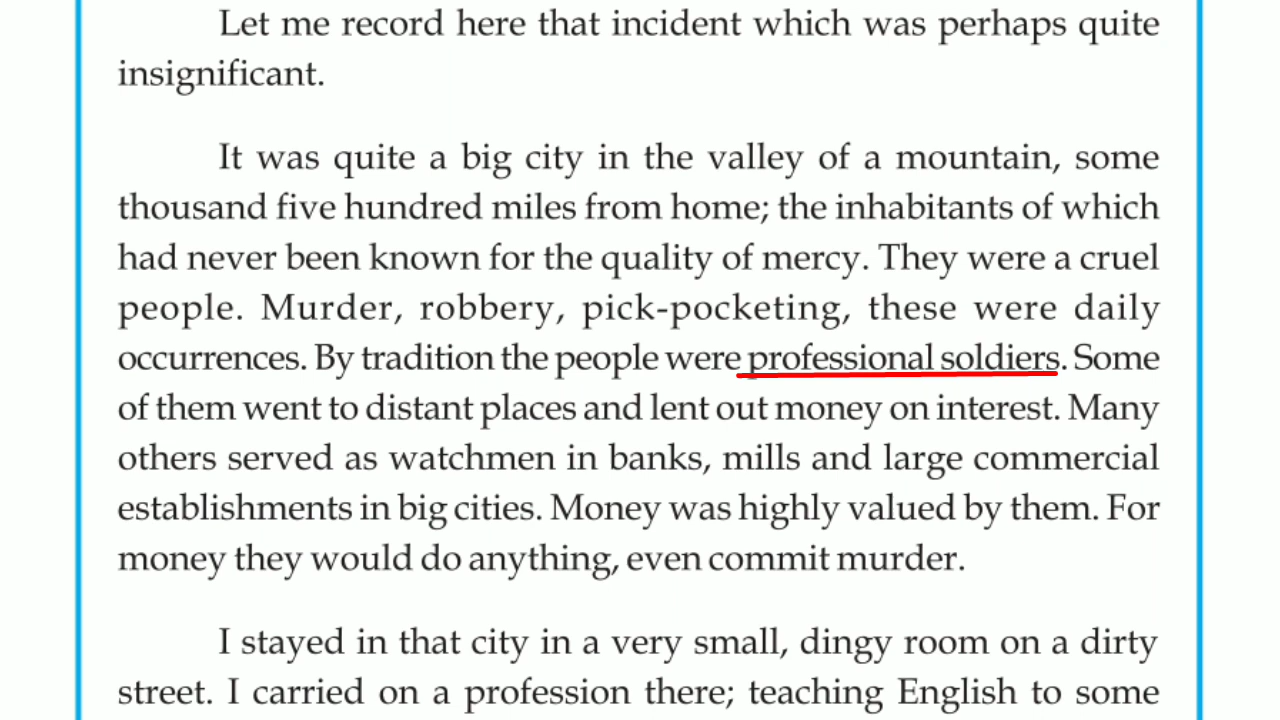 Let me record here that incident which was perhaps quite
insignificant.
It was quite a big city in the valley of a mountain, some
thousand five hundred miles from home; the inhabitants of which
had never been known for the quality of mercy. They were a cruel
people. Murder, robbery, pick-pocketing, these were daily
occurrences. By tradition the people were professional soldiers. Some
of them went to distant places and lent out money on interest. Many
others served as watchmen in banks, mills and large commercial
establishments in big cities. Money was highly valued by them. For
money they would do anything, even commit murder.
I stayed in that city in a very small, dingy room on a dirty
street. I carried on a profession there; teaching English to some